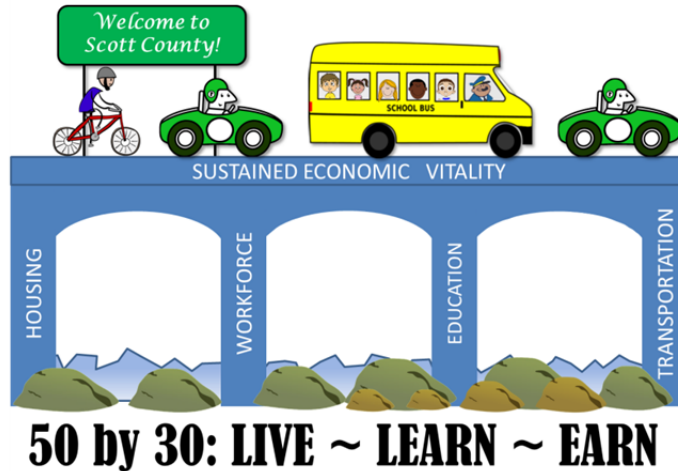 Welcome to
Scott County!
SCHOOL BUS
SUSTAINED ECONOMIC VITALITY
HOUSING
WORKFORCE
EDUCATION
TRANSPORTATION
50 by 30: LIVE ~ LEARN ~ EARN